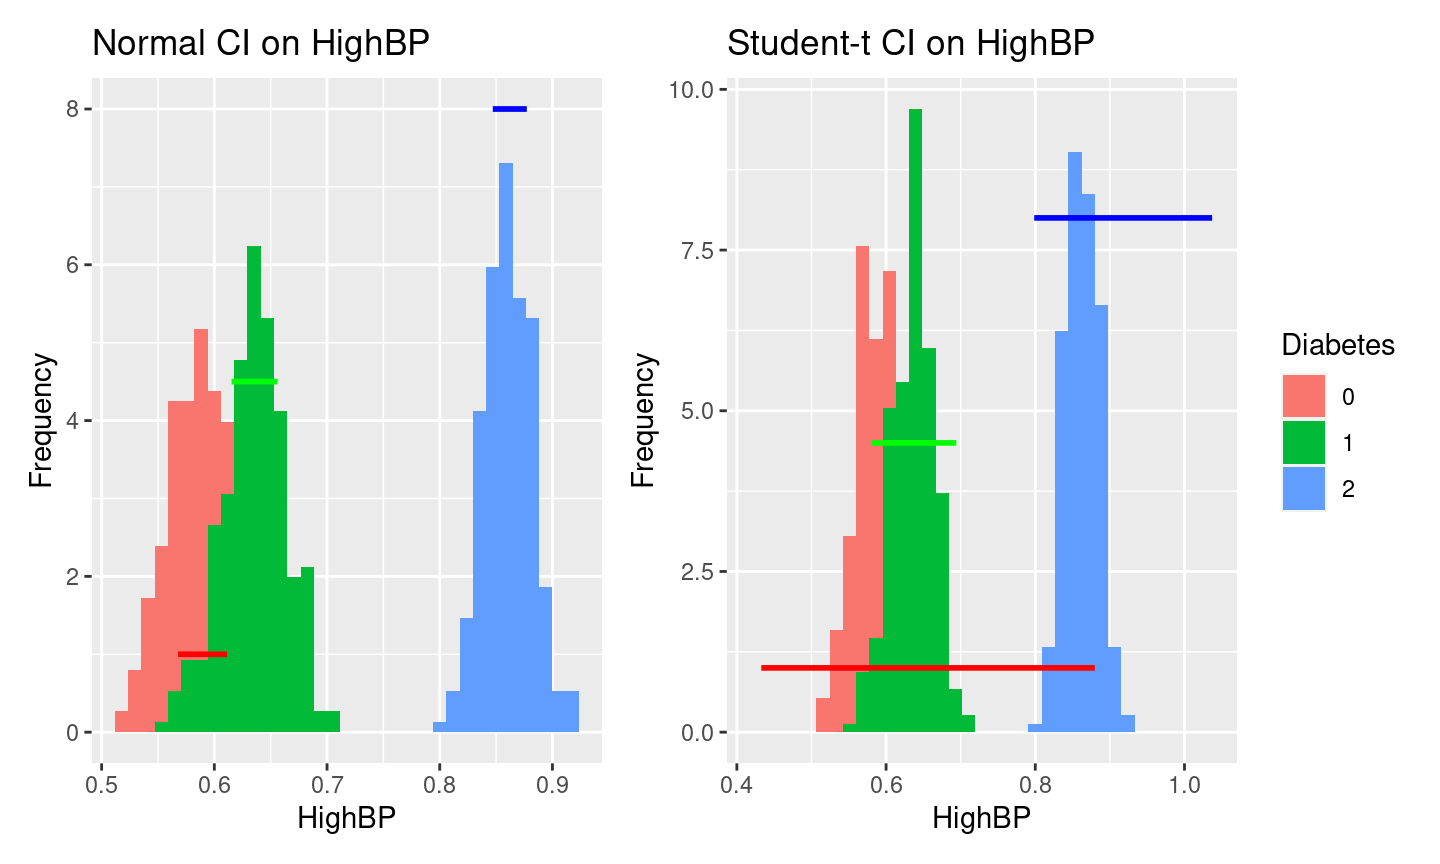 Normal CI on HighBP
Frequency
8
6
4
2
0
0.5 0.6 0.7 0.8 0.9
HighBP
Student-t CI on HighBP
Frequency
10.0
7.5
5.0
2.5
0.0
0.4 0.6 0.8 1.0
HighBP
Diabetes
0
1
2